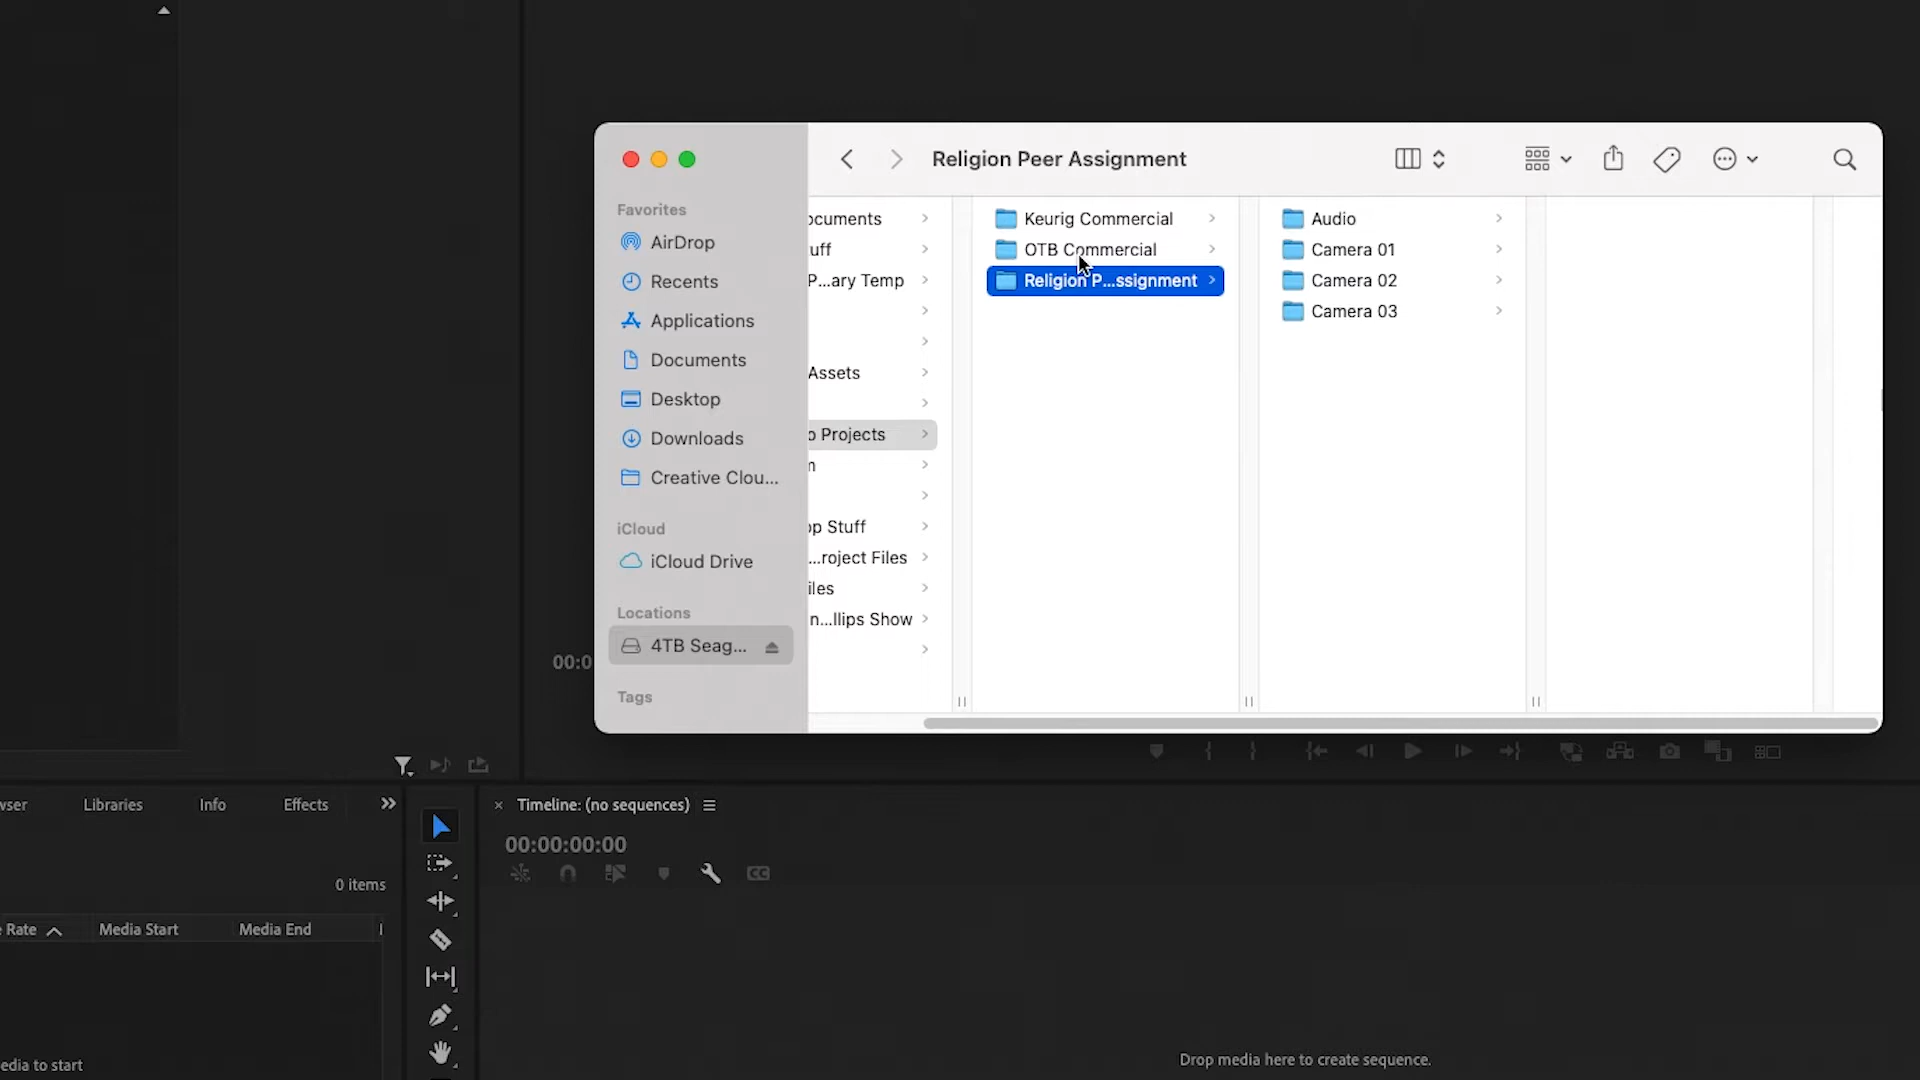 Religion Peer Assignment
Favorites
AirDrop
Recents
Applications
Documents
Desktop
Downloads
Creative Clou...
iCloud
iCloud Drive
Locations
4TB Seag...
Tags
ocuments
uff
P...ary Temp
Assets
o Projects
n
op Stuff
...roject Files
iles
n...llips Show
Keurig Commercial
OTB Commercial
Religion P...ssignment
Audio
Camera 01
Camera 02
Camera 03
00:0
wser
Libraries
Info
Effects
Timeline: (no sequences)
00:00:00:00
CC
0 items
e Rate
Media Start
Media End
edia to start
Drop media here to create sequence.